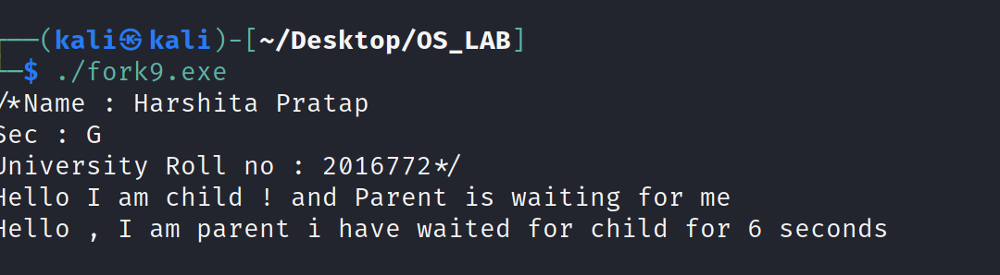 ┌──(kali㉿kali)-[~/Desktop/OS_LAB]
└─$ ./fork9.exe
/*Name : Harshita Pratap
Sec : G
University Roll no : 2016772*/
Hello I am child ! and Parent is waiting for me
Hello , I am parent i have waited for child for 6 seconds